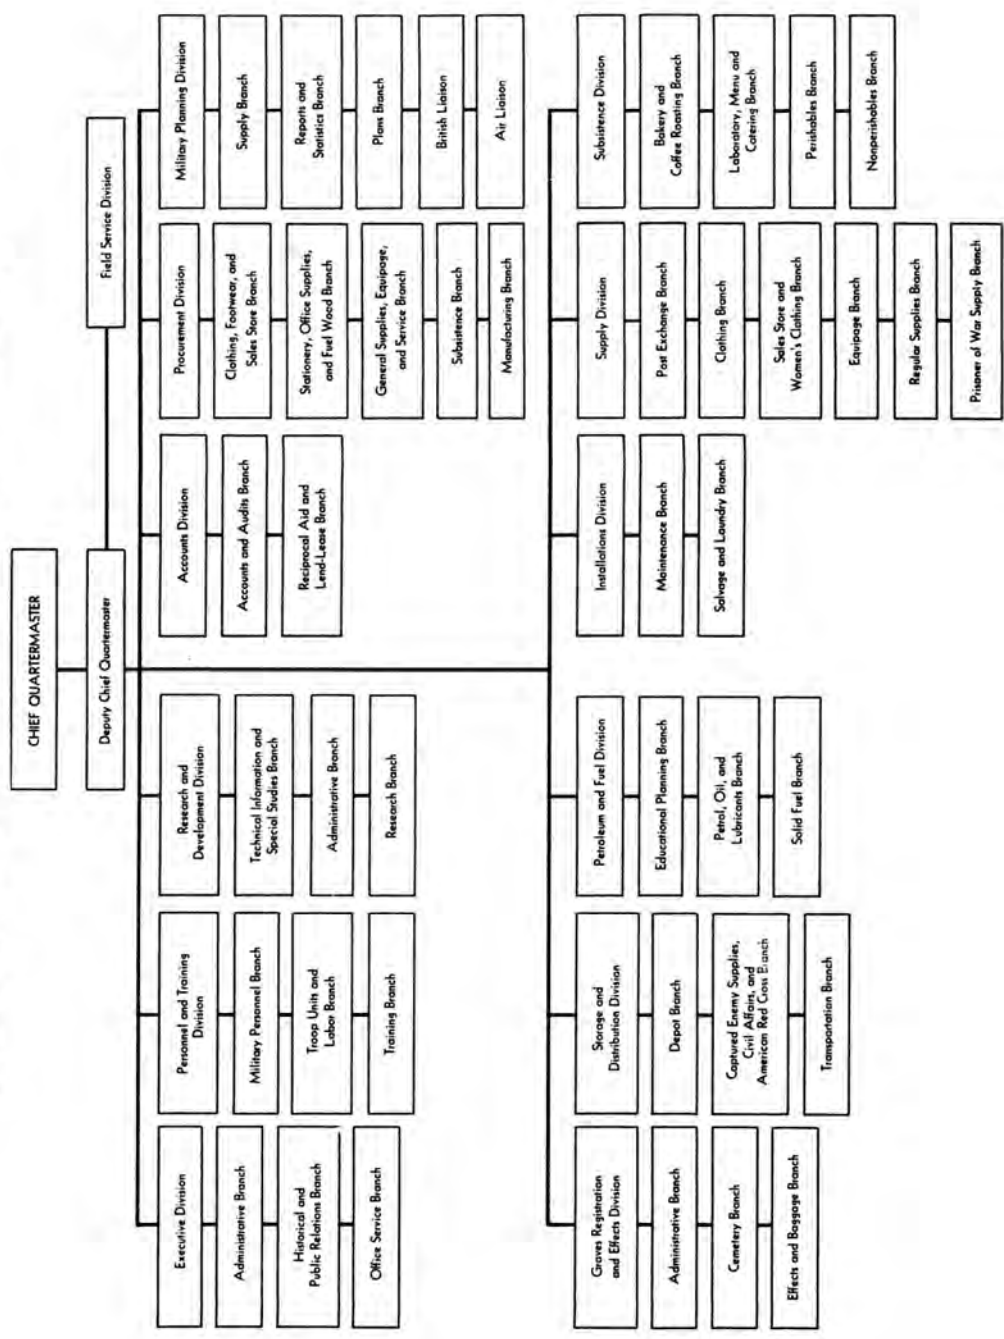 CHIEF QUARTERMASTER
Deputy Chief Quartermaster
Field Service Division
Executive Division
Administrative Branch
Historical and
Public Relations Branch
Office Service Branch
Personnel and Training
Division
Military Personnel Branch
Troop Units and
Labor Branch
Training Branch
Research and
Development Division
Technical Information and
Special Studies Branch
Administrative Branch
Research Branch
Accounts Division
Accounts and Audits Branch
Reciprocal Aid and
Lend-Lease Branch
Procurement Division
Clothing, Footwear, and
Sales Store Branch
Stationery, Office Supplies,
and Fuel Wood Branch
General Supplies, Equipage,
and Service Branch
Subsistence Branch
Manufacturing Branch
Military Planning Division
Supply Branch
Reports and
Statistics Branch
Plans Branch
British Liaison
Air Liaison
Graves Registration
and Effects Division
Administrative Branch
Cemetery Branch
Effects and Baggage Branch
Storage and
Distribution Division
Depot Branch
Captured Enemy Supplies,
Civil Affairs, and
American Red Cross Branch
Transportation Branch
Petroleum and Fuel Division
Educational Planning Branch
Petrol, Oil, and
Lubricants Branch
Solid Fuel Branch
Installations Division
Maintenance Branch
Salvage and Laundry Branch
Supply Division
Post Exchange Branch
Clothing Branch
Sales Store and
Women's Clothing Branch
Equipage Branch
Regular Supplies Branch
Prisoner of War Supply Branch
Subsistence Division
Bakery and
Coffee Roasting Branch
Laboratory, Menu and
Catering Branch
Perishables Branch
Nonperishables Branch